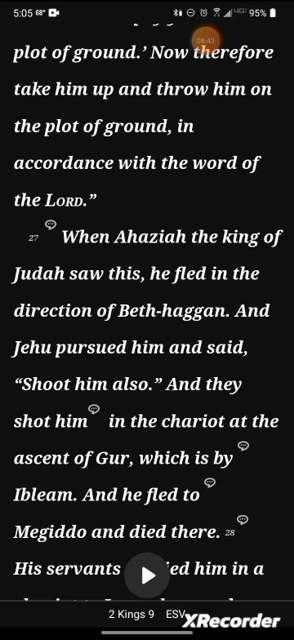 5:05 68° 95%
08:43
plot of ground.’ Now therefore
take him up and throw him on
the plot of ground, in
accordance with the word of
the LORD.”
27 When Ahaziah the king of
Judah saw this, he fled in the
direction of Beth-haggan. And
Jehu pursued him and said,
“Shoot him also.” And they
shot him in the chariot at the
ascent of Gur, which is by
Ibleam. And he fled to
Megiddo and died there. 28
His servants him in a
2 Kings 9 ESV
XRecorder